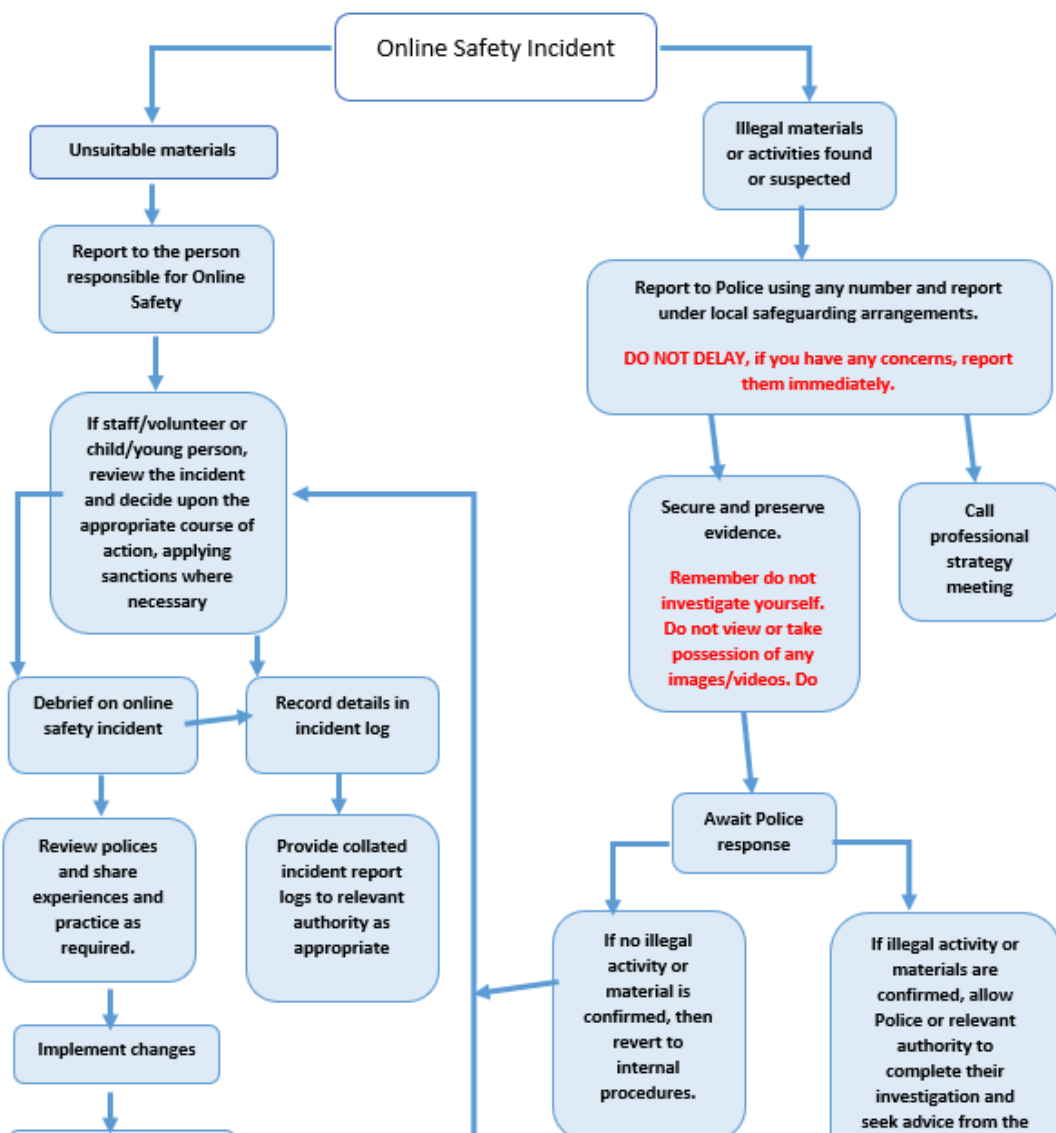 Online Safety Incident
Unsuitable materials
Report to the person
responsible for Online
Safety
If staff/volunteer or
child/young person,
review the incident
and decide upon the
appropriate course of
action, applying
sanctions where
necessary
Debrief on online
safety incident
Record details in
incident log
Review polices
and share
experiences and
practice as
required.
Provide collated
incident report
logs to relevant
authority as
appropriate
Implement changes
Illegal materials
or activities found
or suspected
Report to Police using any number and report
under local safeguarding arrangements.
DO NOT DELAY, if you have any concerns, report
them immediately.
Secure and preserve
evidence.
Remember do not
investigate yourself.
Do not view or take
possession of any
images/videos. Do
Call
professional
strategy
meeting
Await Police
response
If no illegal
activity or
material is
confirmed, then
revert to
internal
procedures.
If illegal activity or
materials are
confirmed, allow
Police or relevant
authority to
complete their
investigation and
seek advice from the